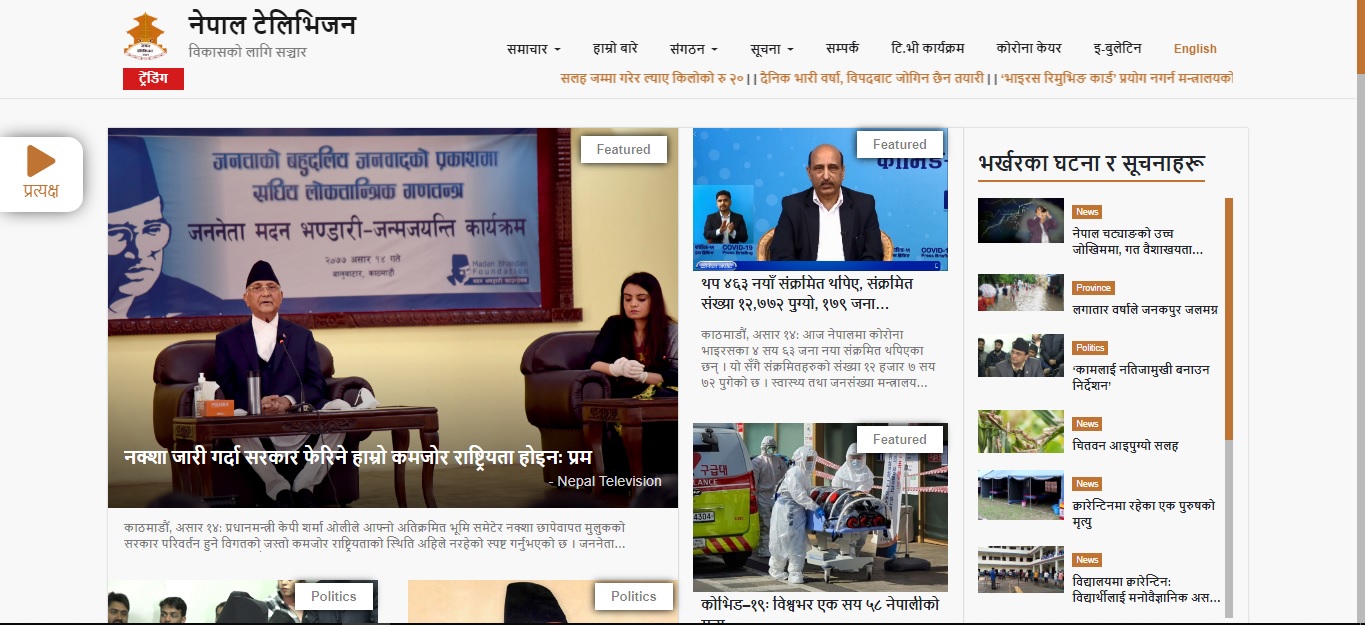 नेपाल टेलिभिजन
विकासको लागि सञ्चार
समाचार हाम्रो बारे संगठन सूचना सम्पर्क टि.भी कार्यक्रम कोरोना केयर इ-बुलेटिन English
ट्रेंडिंग
सलह जम्मा गरेर ल्याए किलोको रु २० | | दैनिक भारी वर्षा, विपदबाट जोगिन छैन तयारी | | ‘भाइरस रिमुभिङ कार्ड’ प्रयोग नगर्न मन्त्रालयको
प्रत्यक्ष
Featured
जनताको बहुदलिय जनवादको प्रकाशमा
संघिय लोकतान्त्रिक गणतन्त्र
जननेता मदन भण्डारी-जन्मजयन्ति कार्यक्रम
२०७७ असार १४ गते
बालुवाटार, काठमाडौं
Madan Bhandari
Foundation
नक्शा जारी गर्दा सरकार फेरिने हाम्रो कमजोर राष्ट्रियता होइनः प्रम
- Nepal Television
काठमाडौं, असार १४: प्रधानमन्त्री केपी शर्मा ओलीले आफ्नो अतिक्रमित भूमि समेटेर नक्शा छापेवापत मुलुकको
सरकार परिवर्तन हुने विगतको जस्तो कमजोर राष्ट्रियताको स्थिति अहिले नरहेको स्पष्ट गर्नुभएको छ । जननेता...
Politics
Politics
Featured
COVID-19
Press Briefing
थप ४६३ नयाँ संक्रमित थपिए, संक्रमित
संख्या १२,७७२ पुग्यो, १७९ जना...
काठमाडौं, असार १४: आज नेपालमा कोरोना
भाइरसका ४ सय ६३ जना नयाँ संक्रमित थपिएका
छन् । यो सँगै संक्रमितहरुको संख्या १२ हजार ७ सय
७२ पुगेको छ । स्वास्थ्य तथा जनसंख्या मन्त्रालय...
Featured
구급대
4304
कोभिड–१९: विश्वभर एक सय ५८ नेपालीको
भर्खरका घटना र सूचनाहरू
News
नेपाल चट्याङको उच्च
जोखिममा, गत वैशाखयता...
Province
लगातार वर्षाले जनकपुर जलमग्न
Politics
‘कामलाई नतिजामुखी बनाउन
निर्देशन’
News
चितवन आइपुग्यो सलह
News
क्वारेन्टिनमा रहेका एक पुरुषको
मृत्यु
News
विद्यालयमा क्वारेन्टिन:
विद्यार्थीलाई मनोवैज्ञानिक अस...